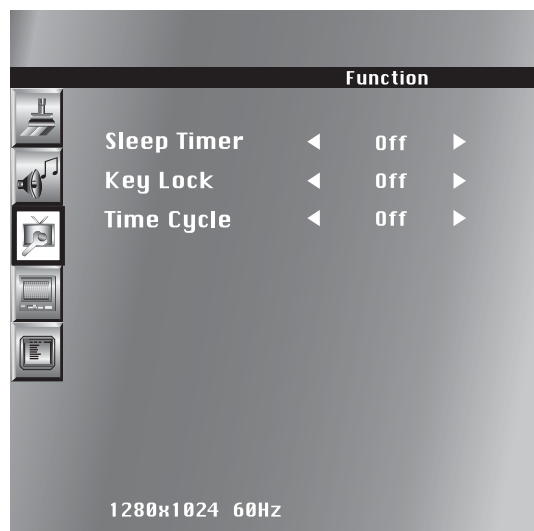 Function
Sleep Timer Off
Key Lock Off
Time Cycle Off
1280x1024 60Hz